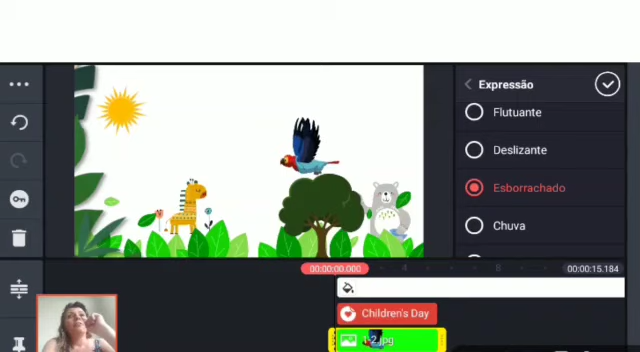 Expressão
Flutuante
Deslizante
Esborrachado
Chuva
00:00:00.000
00:00:15.184
Children's Day
2.jpg